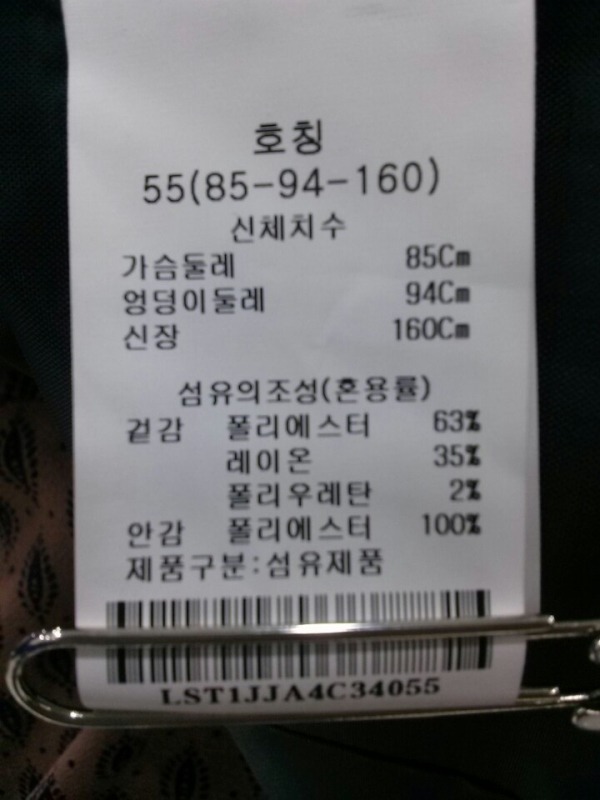 호칭
55(85-94-160)
신체치수
가슴둘레 85Cm
엉덩이둘레 94Cm
신장 160Cm
섬유의조성(혼용률)
겉감 폴리에스터 63%
레이온 35%
폴리우레탄 2%
안감 폴리에스터 100%
제품구분:섬유제품
LST1JJA4C34055